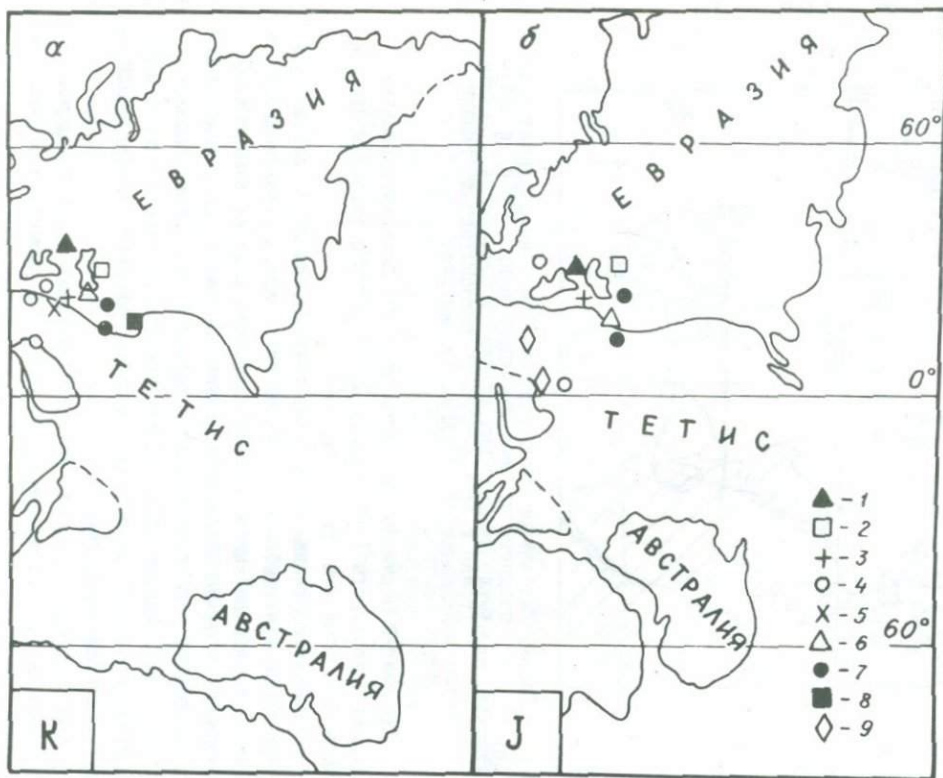 а
ЕВРАЗИЯ
ТЕТИС
АВСТРАЛИЯ
К
б
ЕВРАЗИЯ
60°
0°
ТЕТИС
АВСТРАЛИЯ
60°
- 1
- 2
- 3
- 4
- 5
- 6
- 7
- 8
- 9
J